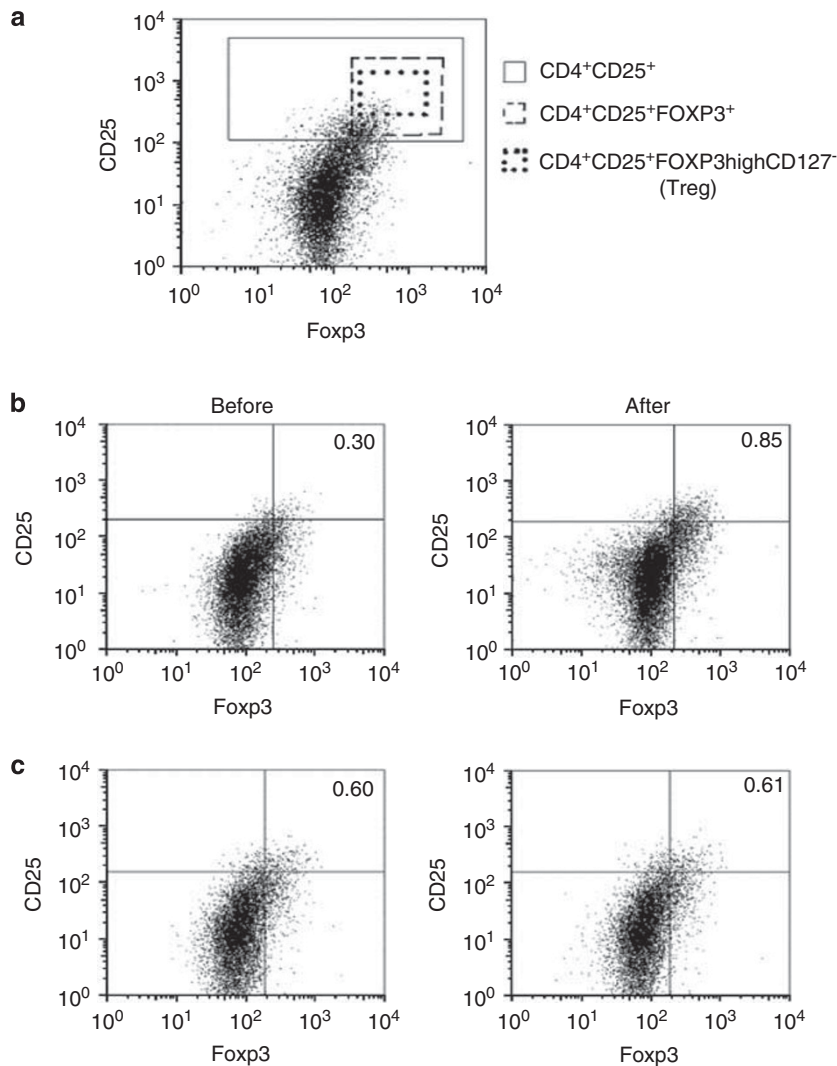 a
CD25
10⁴
10³
10²
10¹
10⁰
10⁰ 10¹ 10² 10³ 10⁴
Foxp3
CD4⁺CD25⁺
CD4⁺CD25⁺FOXP3⁺
CD4⁺CD25⁺FOXP3highCD127⁻
(Treg)
b
Before
CD25
10⁴
10³
10²
10¹
10⁰
0.30
10⁰ 10¹ 10² 10³ 10⁴
Foxp3
After
CD25
10⁴
10³
10²
10¹
10⁰
0.85
10⁰ 10¹ 10² 10³ 10⁴
Foxp3
c
CD25
10⁴
10³
10²
10¹
10⁰
0.60
10⁰ 10¹ 10² 10³ 10⁴
Foxp3
CD25
10⁴
10³
10²
10¹
10⁰
0.61
10⁰ 10¹ 10² 10³ 10⁴
Foxp3